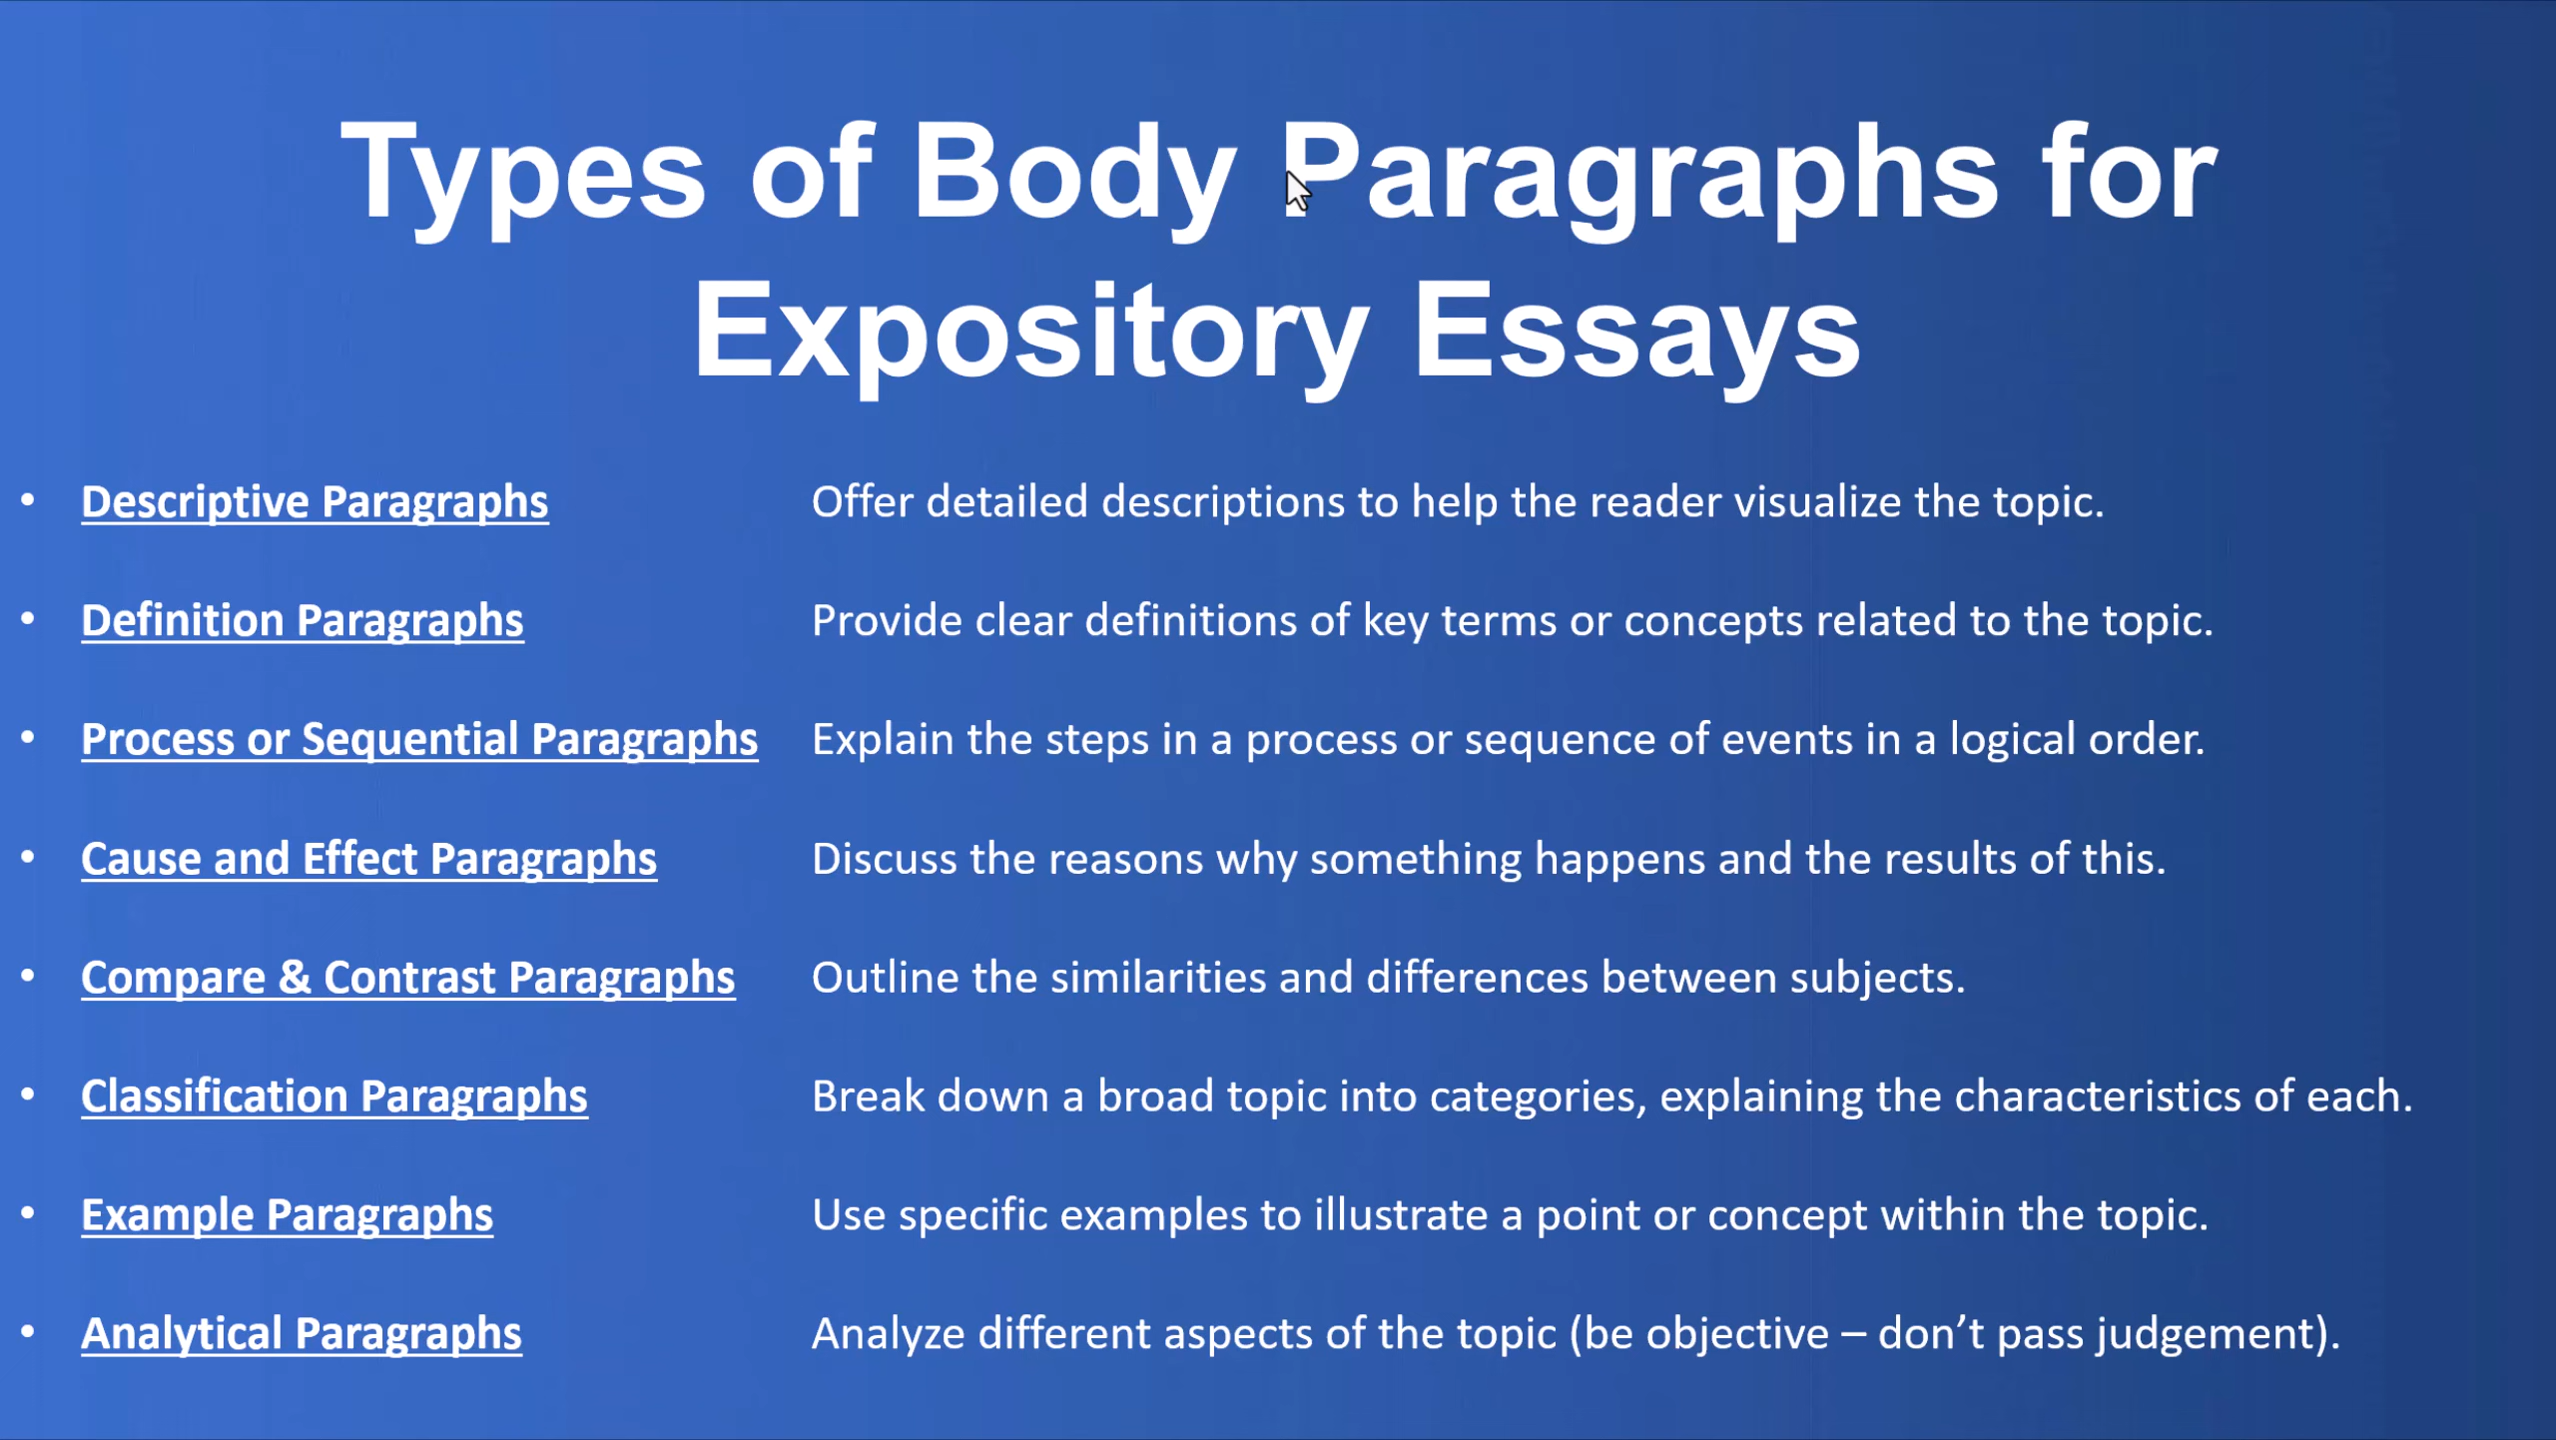 Types of Body Paragraphs for
Expository Essays
• Descriptive Paragraphs Offer detailed descriptions to help the reader visualize the topic.
• Definition Paragraphs Provide clear definitions of key terms or concepts related to the topic.
• Process or Sequential Paragraphs Explain the steps in a process or sequence of events in a logical order.
• Cause and Effect Paragraphs Discuss the reasons why something happens and the results of this.
• Compare & Contrast Paragraphs Outline the similarities and differences between subjects.
• Classification Paragraphs Break down a broad topic into categories, explaining the characteristics of each.
• Example Paragraphs Use specific examples to illustrate a point or concept within the topic.
• Analytical Paragraphs Analyze different aspects of the topic (be objective – don’t pass judgement).